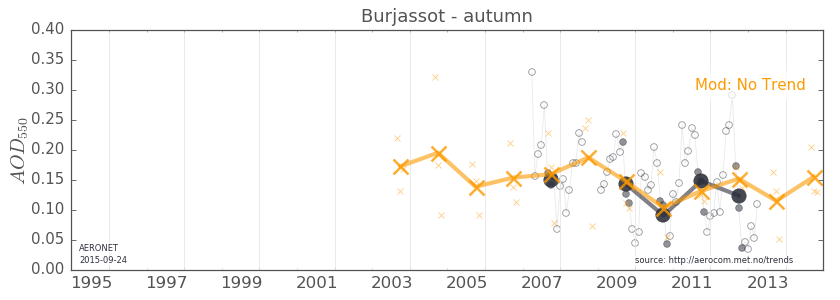 Burjassot - autumn
0.40
0.35
0.30
0.25
0.20
0.15
0.10
0.05
0.00
AOD550
Mod: No Trend
AERONET
2015-09-24
source: http://aerocom.met.no/trends
1995 1997 1999 2001 2003 2005 2007 2009 2011 2013